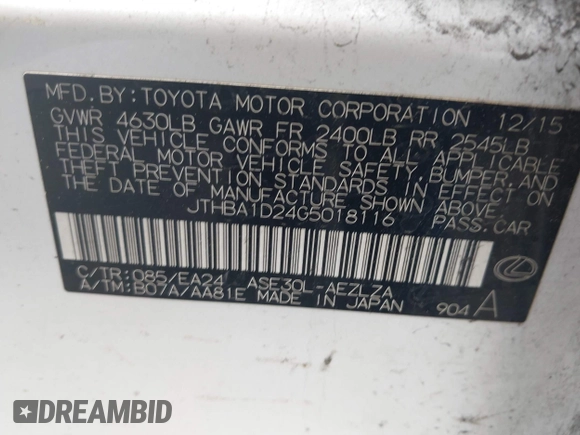 MFD. BY: TOYOTA MOTOR CORPORATION 12/15
GVWR 4630LB GAWR FR 2400LB RR 2545LB
THIS VEHICLE CONFORMS TO ALL APPLICABLE
FEDERAL MOTOR VEHICLE SAFETY, BUMPER, AND
THEFT PREVENTION STANDARDS IN EFFECT ON
THE DATE OF MANUFACTURE SHOWN ABOVE.
JTHBA1D24G5018116 PASS. CAR
C/TR: 085/EA24 ASE30L-AEZLZA
A/TM: B07A/AA81E MADE IN JAPAN 904 A
DREAMBID